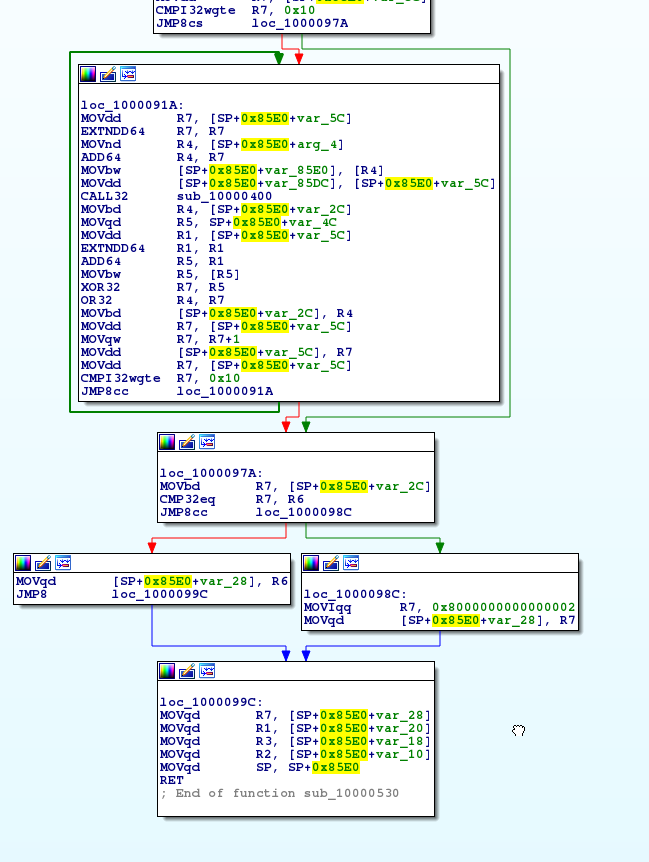 CMPI32wgte R7, 0x10
JMP8cs loc_1000097A
loc_1000091A:
MOVdd R7, [SP+0x85E0+var_5C]
EXTNDD64 R7, R7
MOVnd R4, [SP+0x85E0+arg_4]
ADD64 R4, R7
MOVbw [SP+0x85E0+var_85E0], [R4]
MOVdd [SP+0x85E0+var_85DC], [SP+0x85E0+var_5C]
CALL32 sub_10000400
MOVbd R4, [SP+0x85E0+var_2C]
MOVqd R5, SP+0x85E0+var_4C
MOVdd R1, [SP+0x85E0+var_5C]
EXTNDD64 R1, R1
ADD64 R5, R1
MOVbw R5, [R5]
XOR32 R7, R5
OR32 R4, R7
MOVbd [SP+0x85E0+var_2C], R4
MOVdd R7, [SP+0x85E0+var_5C]
MOVqw R7, R7+1
MOVdd [SP+0x85E0+var_5C], R7
MOVdd R7, [SP+0x85E0+var_5C]
CMPI32wgte R7, 0x10
JMP8cc loc_1000091A
loc_1000097A:
MOVbd R7, [SP+0x85E0+var_2C]
CMP32eq R7, R6
JMP8cc loc_1000098C
MOVqd [SP+0x85E0+var_28], R6
JMP8 loc_1000099C
loc_1000098C:
MOVIqq R7, 0x8000000000000002
MOVqd [SP+0x85E0+var_28], R7
loc_1000099C:
MOVqd R7, [SP+0x85E0+var_28]
MOVqd R1, [SP+0x85E0+var_20]
MOVqd R3, [SP+0x85E0+var_18]
MOVqd R2, [SP+0x85E0+var_10]
MOVqd SP, SP+0x85E0
RET
; End of function sub_10000530